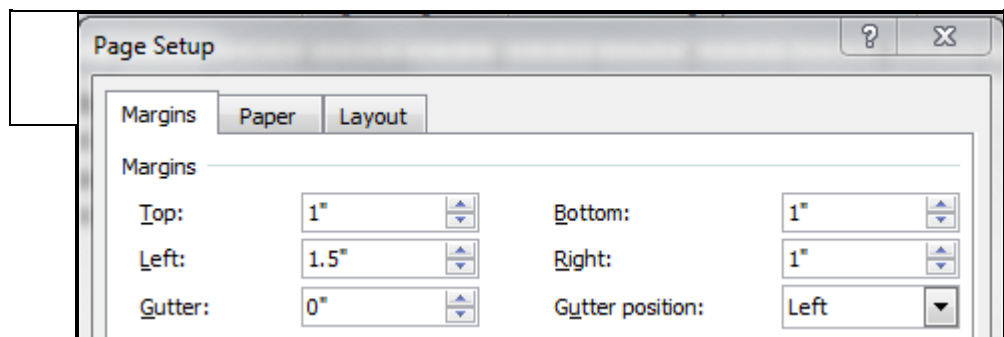 Page Setup
Margins Paper Layout
Margins
Top: 1" Bottom: 1"
Left: 1.5" Right: 1"
Gutter: 0" Gutter position: Left